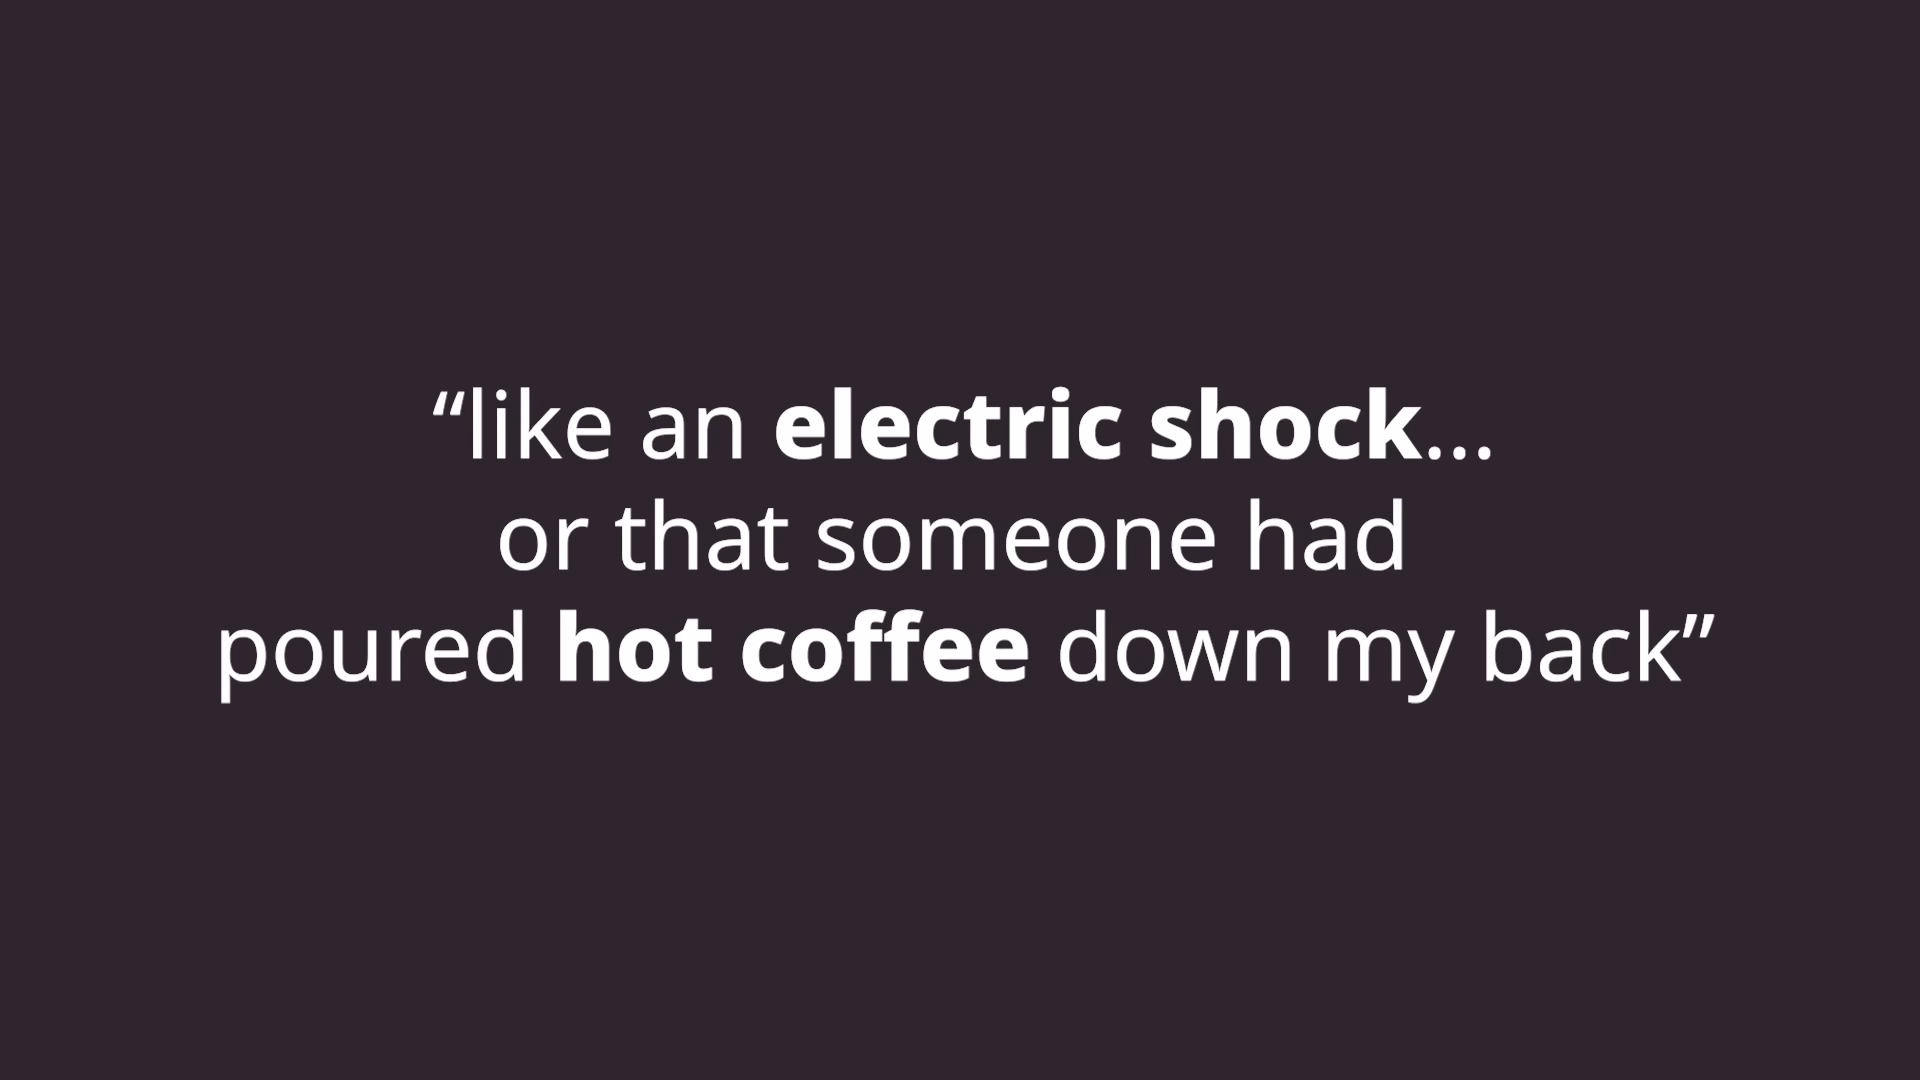 “like an electric shock...
or that someone had
poured hot coffee down my back”